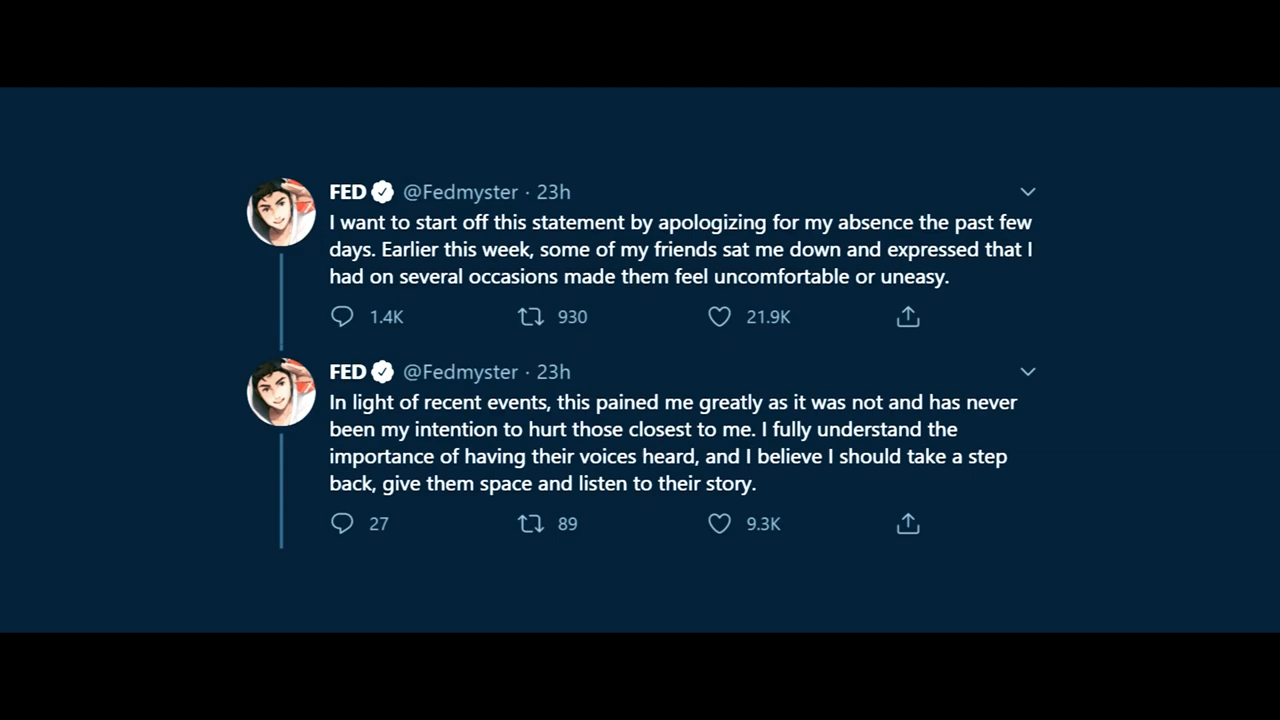 FED @Fedmyster · 23h
I want to start off this statement by apologizing for my absence the past few
days. Earlier this week, some of my friends sat me down and expressed that I
had on several occasions made them feel uncomfortable or uneasy.
1.4K 930 21.9K
FED @Fedmyster · 23h
In light of recent events, this pained me greatly as it was not and has never
been my intention to hurt those closest to me. I fully understand the
importance of having their voices heard, and I believe I should take a step
back, give them space and listen to their story.
27 89 9.3K